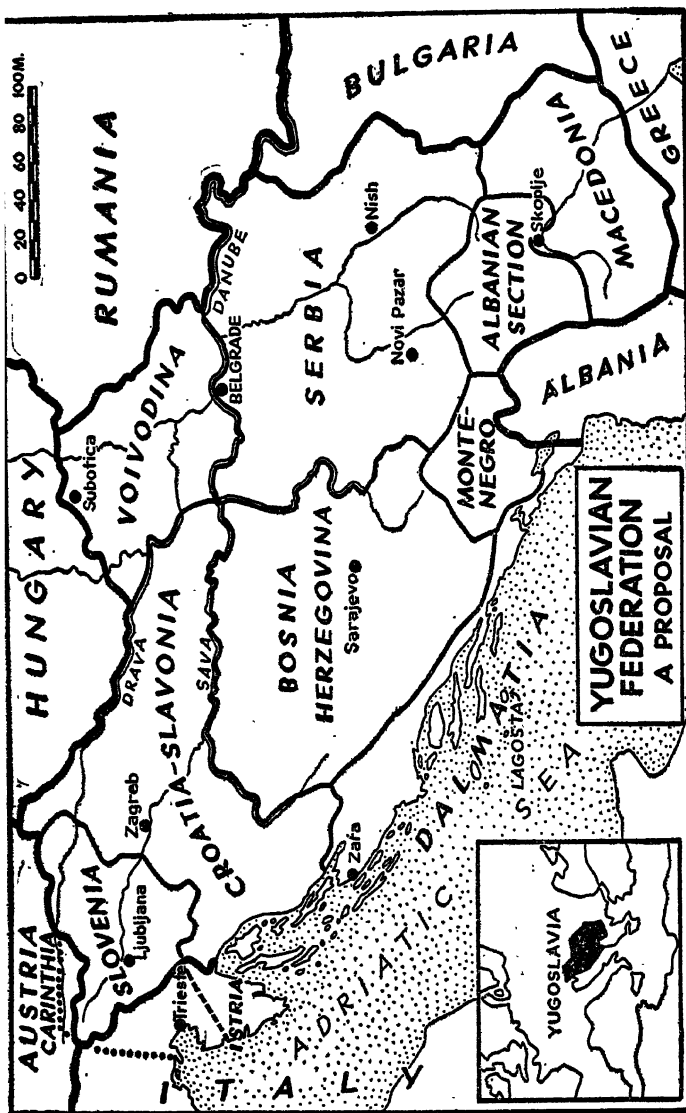 AUSTRIA
CARINTHIA
HUNGARY
RUMANIA
0 20 40 60 80 100M.
SLOVENIA
Ljubljana
Zagreb
DRAVA
CROATIA-SLAVONIA
SAVA
Subotica
VOIVODINA
DANUBE
BELGRADE
BULGARIA
Trieste
ISTRIA
BOSNIA
HERZEGOVINA
Sarajevo
SERBIA
Nish
Novi Pazar
Zara
DALMATIA
LAGOSTA
MONTE-
NEGRO
ALBANIAN
SECTION
Skoplje
MACEDONIA
GREECE
ALBANIA
ITALY
ADRIATIC SEA
YUGOSLAVIA
YUGOSLAVIAN
FEDERATION
A PROPOSAL